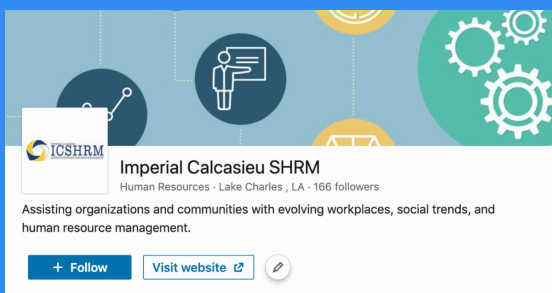 ICSHRM
Imperial Calcasieu SHRM
Human Resources · Lake Charles , LA · 166 followers
Assisting organizations and communities with evolving workplaces, social trends, and
human resource management.
+ Follow
Visit website